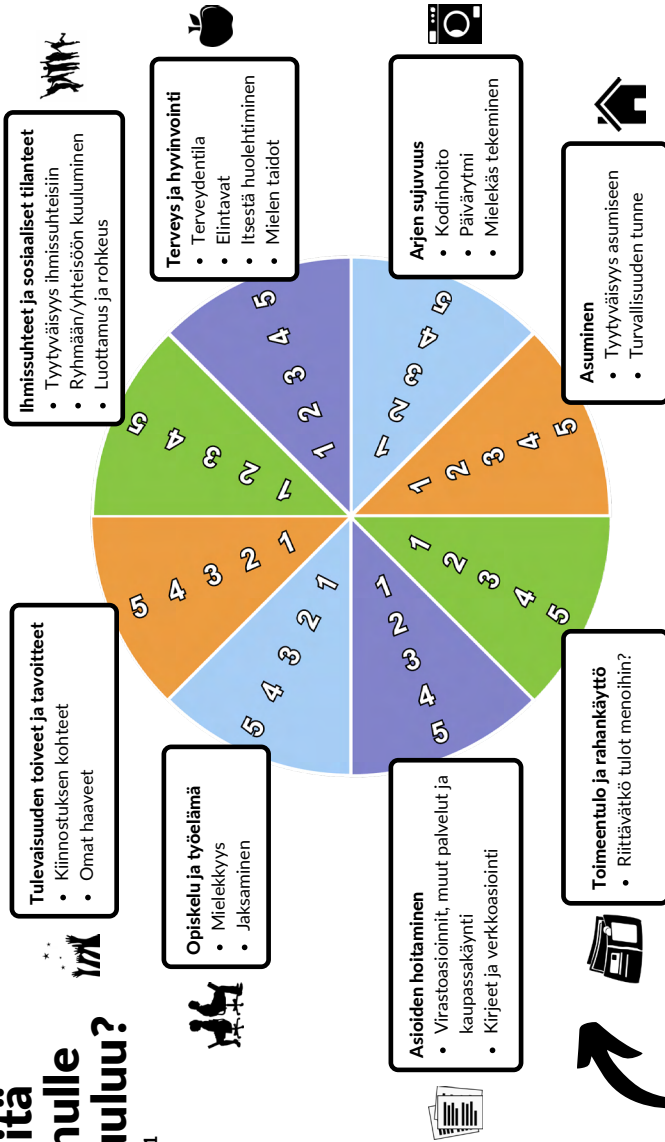 itä
nulle
uuluu?
1
Tulevaisuuden toiveet ja tavoitteet
• Kiinnostuksen kohteet
• Omat haaveet
Ihmissuhteet ja sosiaaliset tilanteet
• Tyytyväisyys ihmissuhteisiin
• Ryhmään/yhteisöön kuuluminen
• Luottamus ja rohkeus
Opiskelu ja työelämä
• Mielekkyys
• Jaksaminen
Terveys ja hyvinvointi
• Terveydentila
• Elintavat
• Itsestä huolehtiminen
• Mielen taidot
Asioiden hoitaminen
• Virastoasioinnit, muut palvelut ja
kaupassakäynti
• Kirjeet ja verkkoasiointi
Arjen sujuvuus
• Kodinhoito
• Päivärytmi
• Mielekäs tekeminen
Toimeentulo ja rahankäyttö
• Riittävätkö tulot menoihin?
Asuminen
• Tyytyväisyys asumiseen
• Turvallisuuden tunne
1 2 3 4 5
1 2 3 4 5
1 2 3 4 5
1 2 3 4 5
1 2 3 4 5
1 2 3 4 5
1 2 3 4 5
1 2 3 4 5